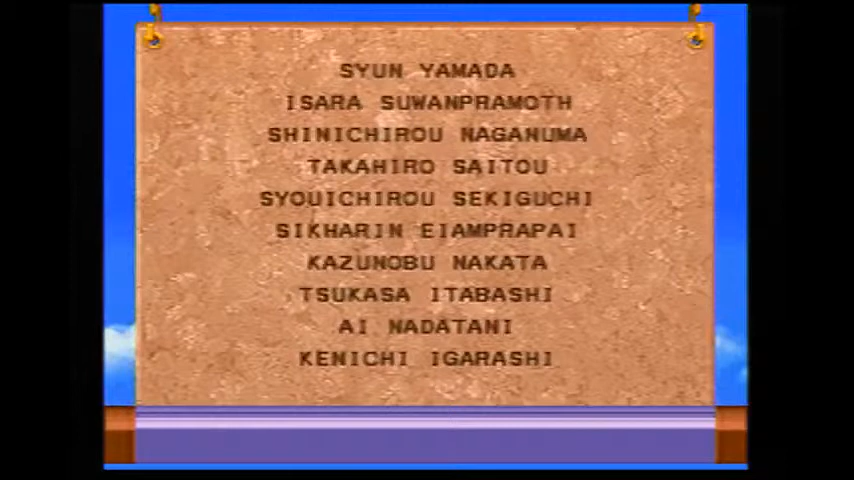 SYUN YAMADA
ISARA SUWANPRAMOTH
SHINICHIROU NAGANUMA
TAKAHIRO SAITOU
SYOUICHIROU SEKIGUCHI
SIKHARIN EIAMPRAPAI
KAZUNOBU NAKATA
TSUKASA ITABASHI
AI NADATANI
KENICHI IGARASHI